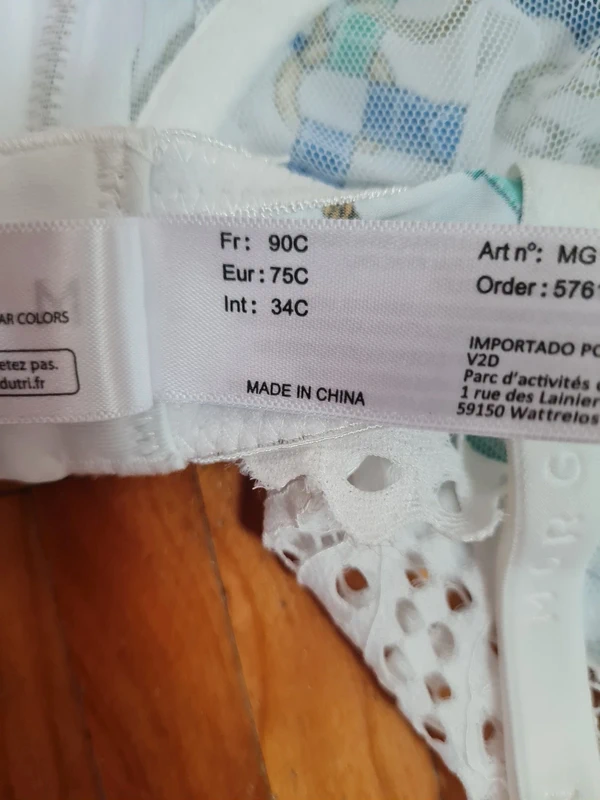 M
AR COLORS
etez pas.
dutri.fr
Fr: 90C
Eur: 75C
Int: 34C
MADE IN CHINA
Art nº: MG
Order: 5761
IMPORTADO PO
V2D
Parc d'activités
1 rue des Lainier
59150 Wattrelos